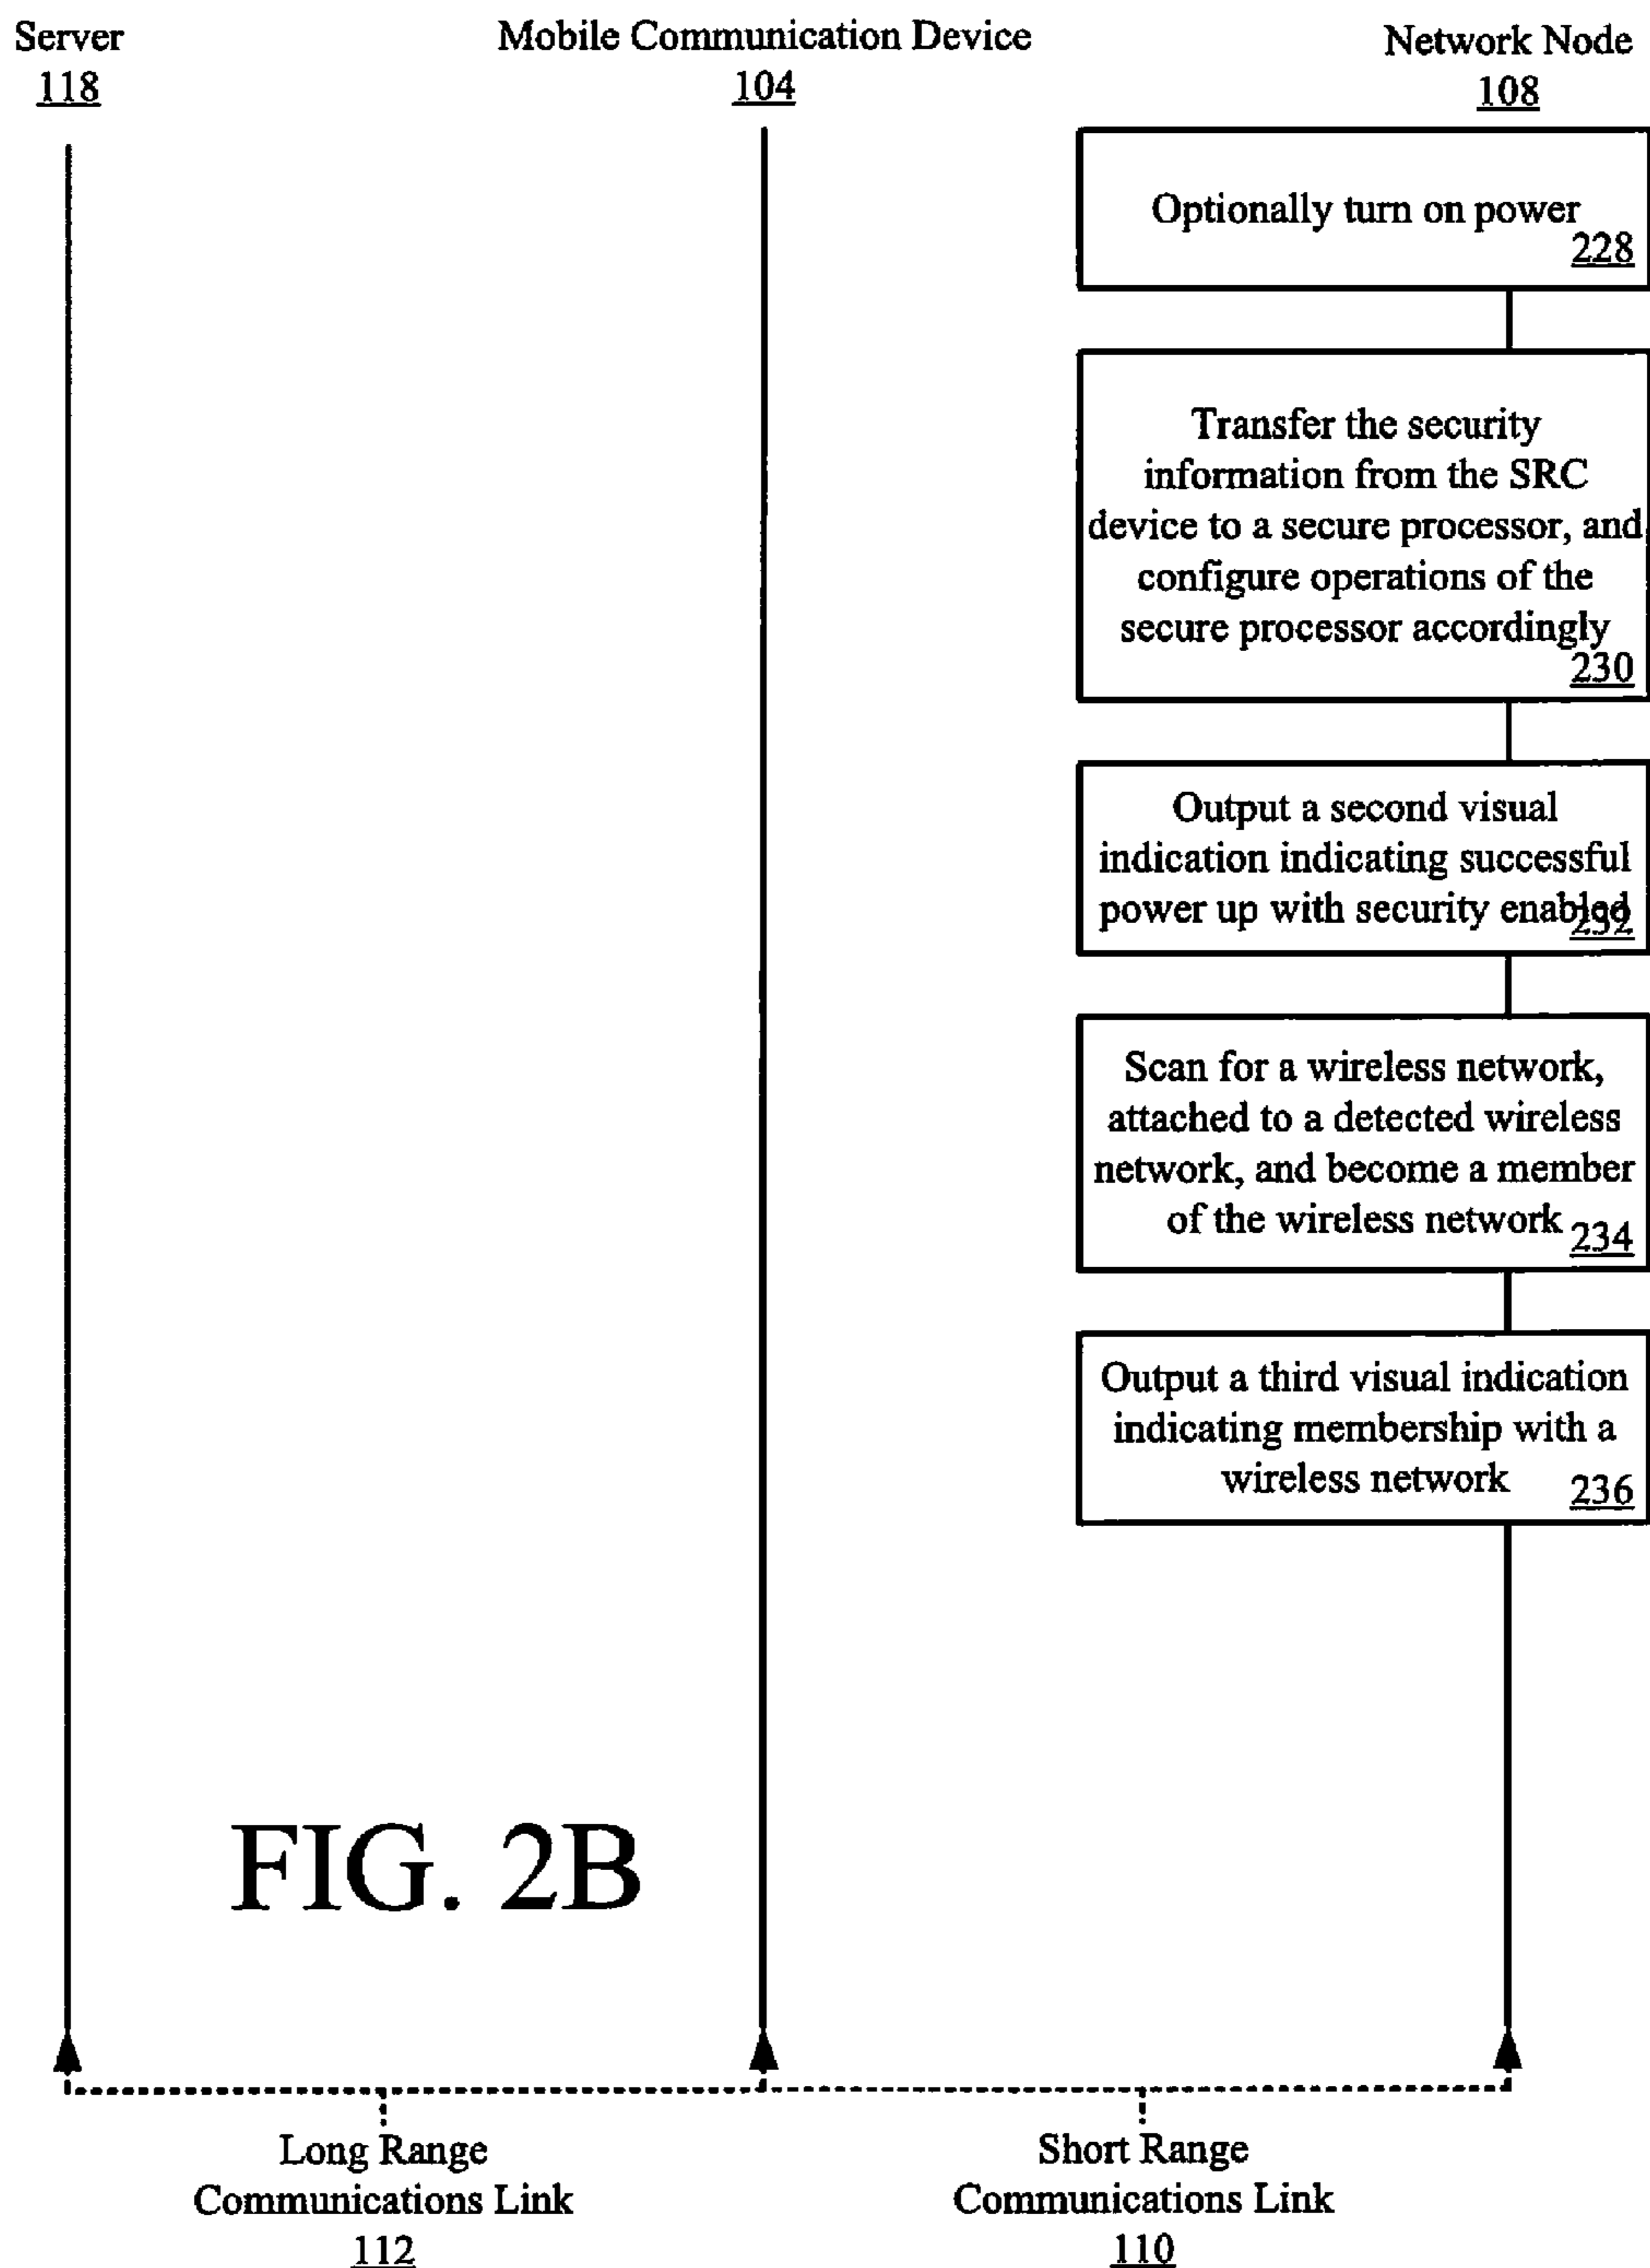 Server
118
Mobile Communication Device
104
Network Node
108
Optionally turn on power
228
Transfer the security
information from the SRC
device to a secure processor, and
configure operations of the
secure processor accordingly
230
Output a second visual
indication indicating successful
power up with security enabled
232
Scan for a wireless network,
attached to a detected wireless
network, and become a member
of the wireless network
234
Output a third visual indication
indicating membership with a
wireless network
236
FIG. 2B
Long Range
Communications Link
112
Short Range
Communications Link
110